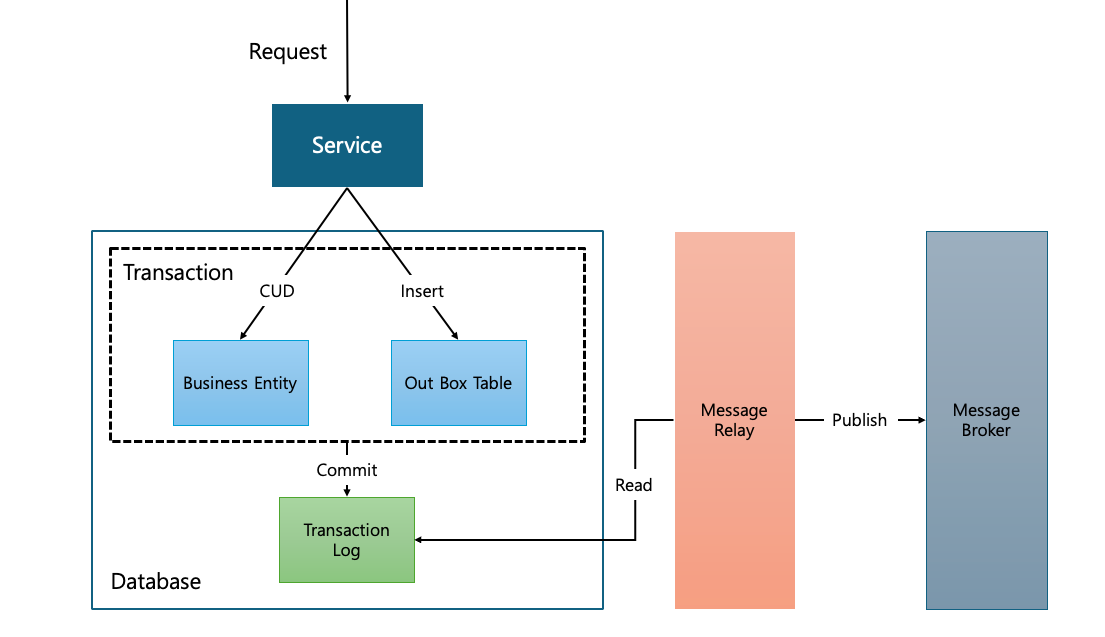 Request
Service
Transaction
CUD
Insert
Business Entity
Out Box Table
Commit
Transaction
Log
Database
Read
Message
Relay
Publish
Message
Broker